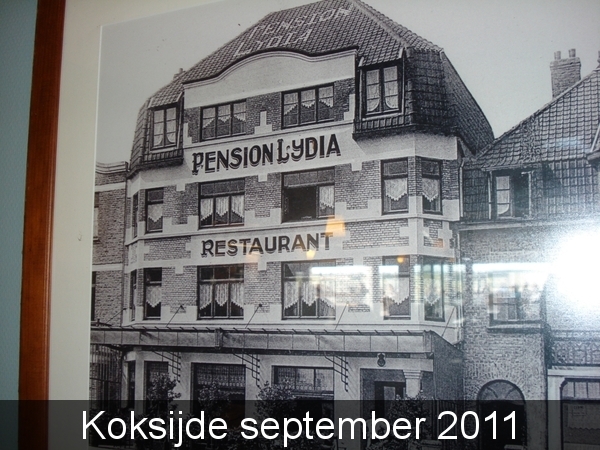 PENSION
LYDIA
PENSION LYDIA
RESTAURANT
Koksijde september 2011